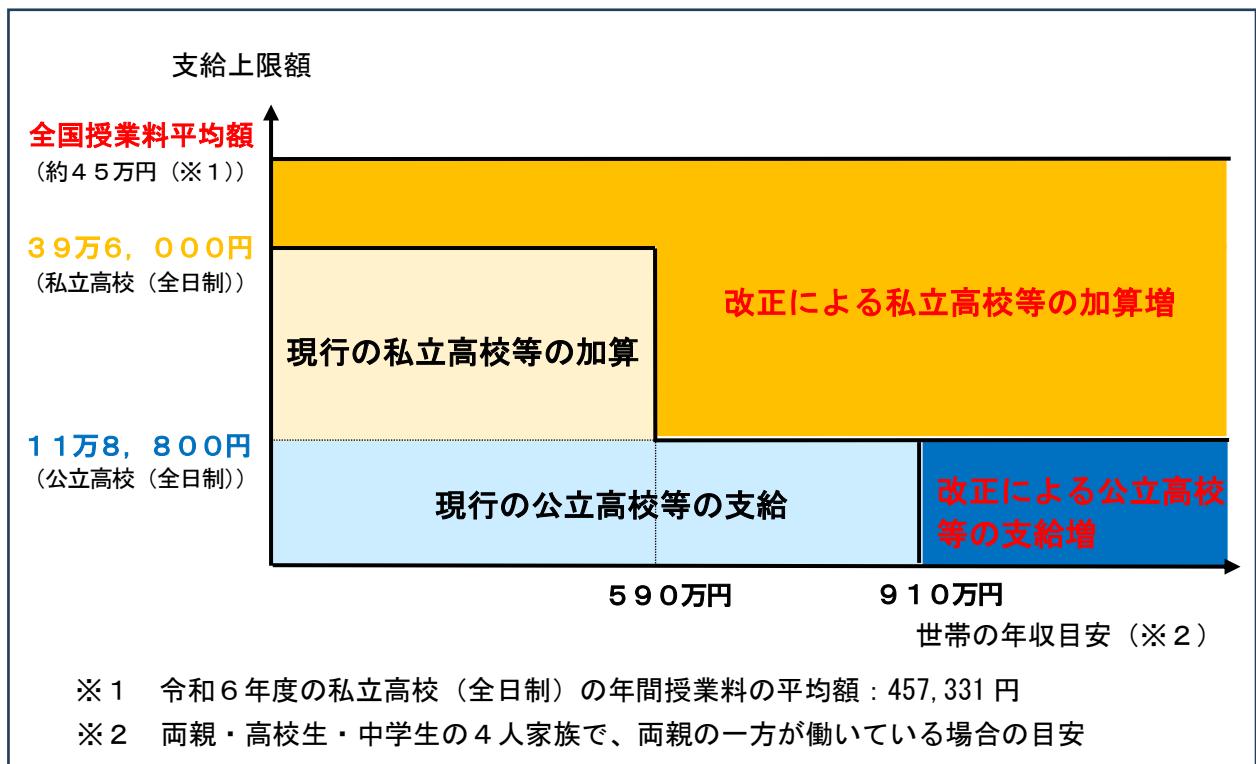 支給上限額
全国授業料平均額
（約４５万円（※１））
３９万６，０００円
（私立高校（全日制））
改正による私立高校等の加算増
現行の私立高校等の加算
１１万８，８００円
（公立高校（全日制））
現行の公立高校等の支給
改正による公立高校
等の支給増
５９０万円
９１０万円
世帯の年収目安（※２）
※１　令和６年度の私立高校（全日制）の年間授業料の平均額：457,331 円
※２　両親・高校生・中学生の４人家族で、両親の一方が働いている場合の目安